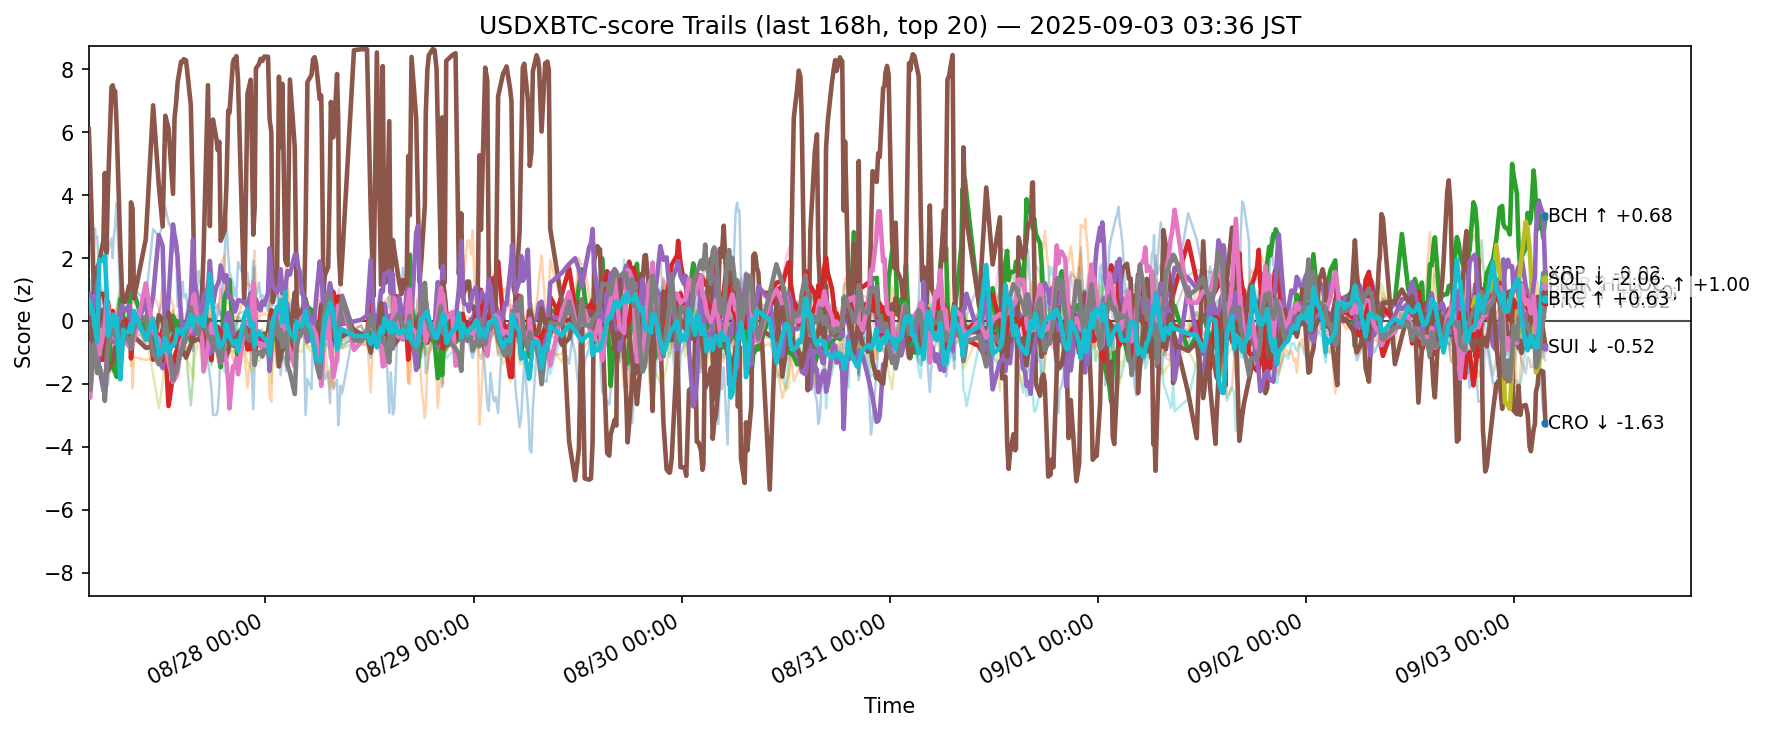 USDXBTC-score Trails (last 168h, top 20) — 2025-09-03 03:36 JST
Score (z)
8
6
4
2
0
−2
−4
−6
−8
BCH ↑ +0.68
SOL ↓ -2.06
↑ +1.00
BTC ↑ +0.63
SUI ↓ -0.52
CRO ↓ -1.63
08/28 00:00
08/29 00:00
08/30 00:00
08/31 00:00
09/01 00:00
09/02 00:00
09/03 00:00
Time